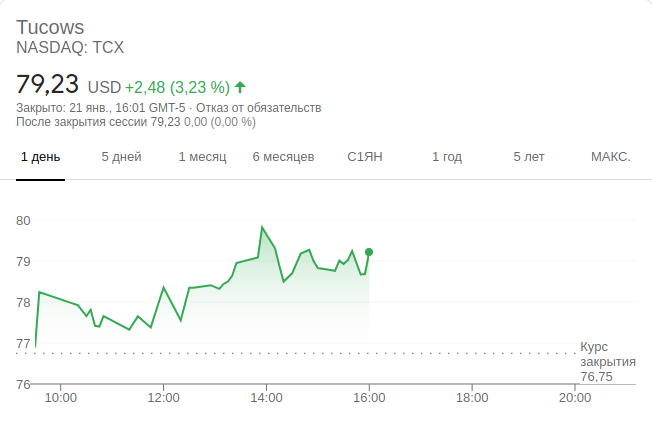 Tucows
NASDAQ: TCX
79,23 USD +2,48 (3,23 %)
Закрыто: 21 янв., 16:01 GMT-5 · Отказ от обязательств
После закрытия сессии 79,23 0,00 (0,00 %)
1 день 5 дней 1 месяц 6 месяцев С1ЯН 1 год 5 лет МАКС.
80
79
78
77
76
Курс
закрытия
76,75
10:00 12:00 14:00 16:00 18:00 20:00